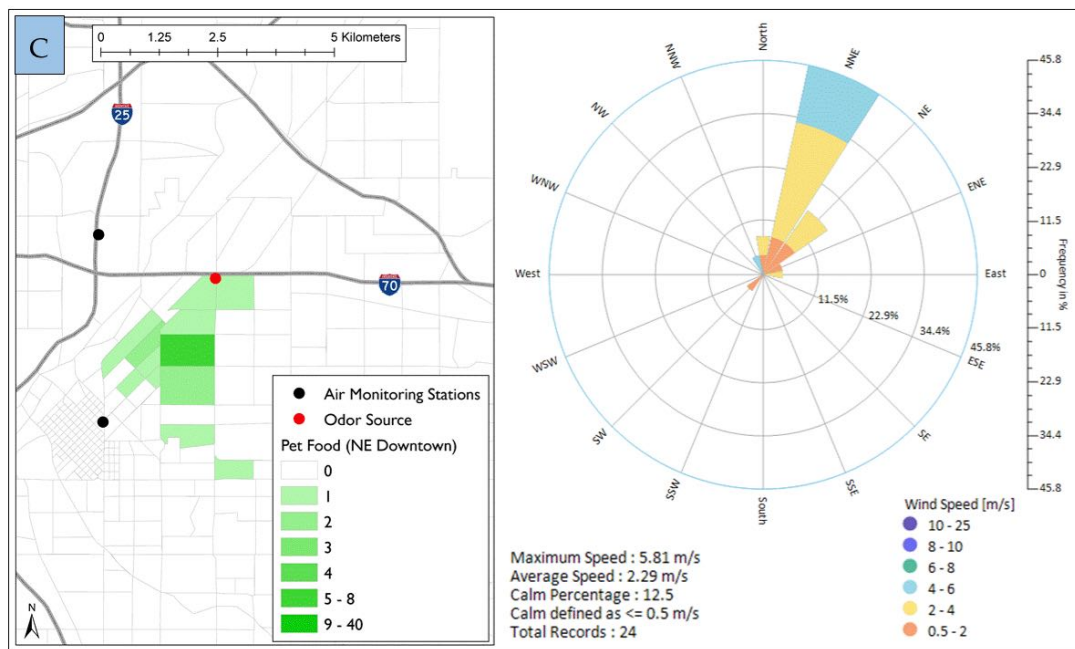 C
0 1.25 2.5 5 Kilometers
25
70
Air Monitoring Stations
Odor Source
Pet Food (NE Downtown)
0
1
2
3
4
5 - 8
9 - 40
N
North
NNE
NE
ENE
East
ESE
SE
SSE
South
SSW
SW
WSW
West
WNW
NW
NNW
11.5%
22.9%
34.4%
45.8%
45.8
34.4
22.9
11.5
0
11.5
22.9
34.4
45.8
Frequency in %
Maximum Speed : 5.81 m/s
Average Speed : 2.29 m/s
Calm Percentage : 12.5
Calm defined as <= 0.5 m/s
Total Records : 24
Wind Speed [m/s]
10 - 25
8 - 10
6 - 8
4 - 6
2 - 4
0.5 - 2